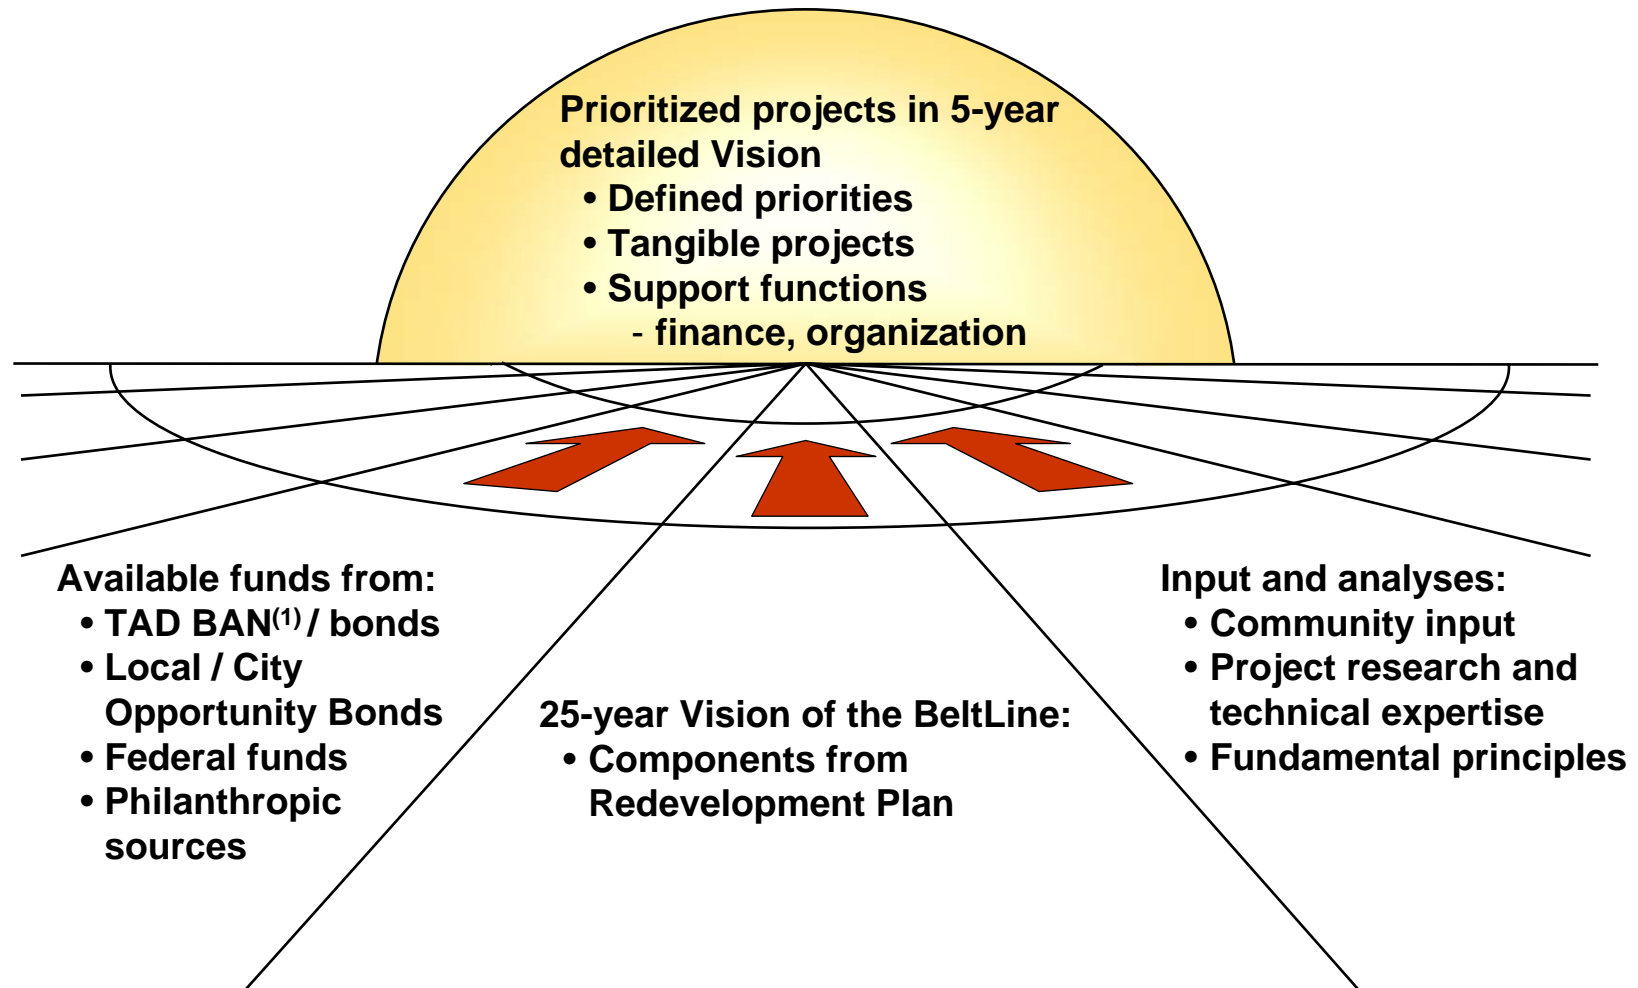 Prioritized projects in 5-year
detailed Vision
• Defined priorities
• Tangible projects
• Support functions
- finance, organization
Available funds from:
• TAD BAN(1) / bonds
• Local / City
Opportunity Bonds
• Federal funds
• Philanthropic
sources
25-year Vision of the BeltLine:
• Components from
Redevelopment Plan
Input and analyses:
• Community input
• Project research and
technical expertise
• Fundamental principles